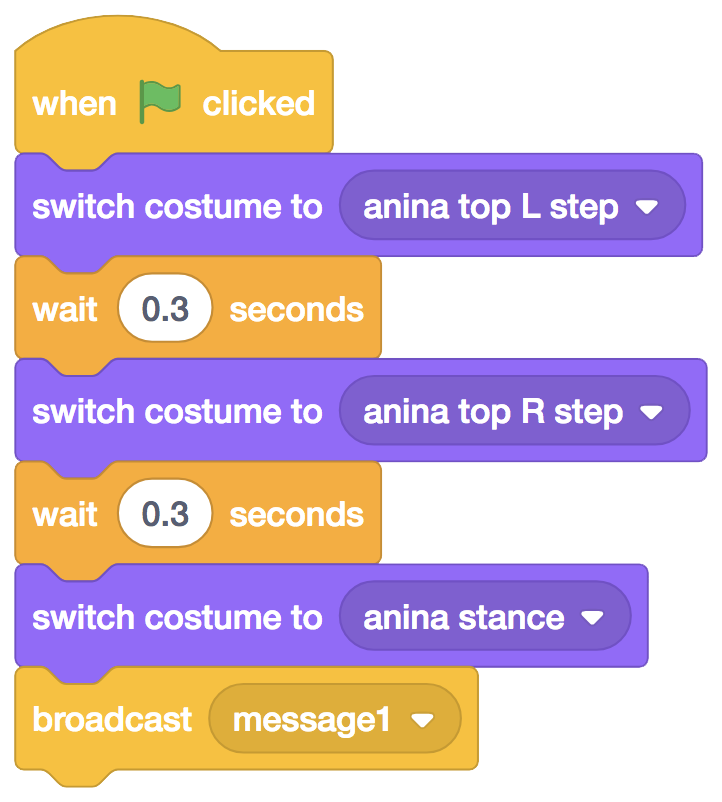 when clicked
switch costume to anina top L step
wait 0.3 seconds
switch costume to anina top R step
wait 0.3 seconds
switch costume to anina stance
broadcast message1